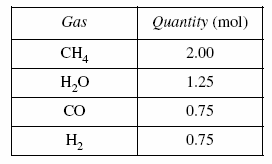 Gas Quantity (mol)
CH₄ 2.00
H₂O 1.25
CO 0.75
H₂ 0.75